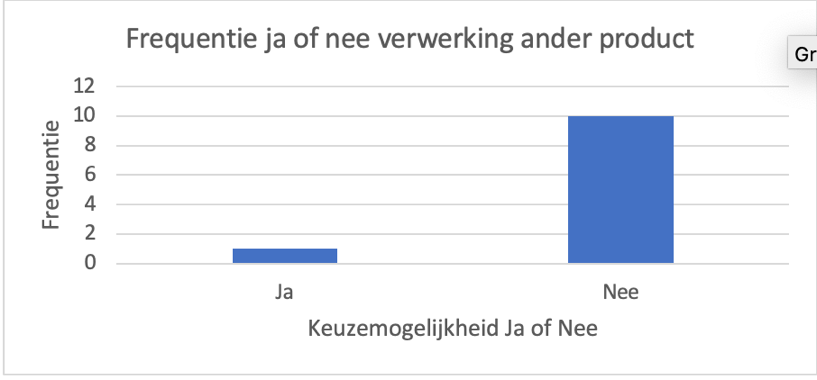 Frequentie ja of nee verwerking ander product
Gr
Frequentie
12
10
8
6
4
2
0
Ja
Nee
Keuzemogelijkheid Ja of Nee